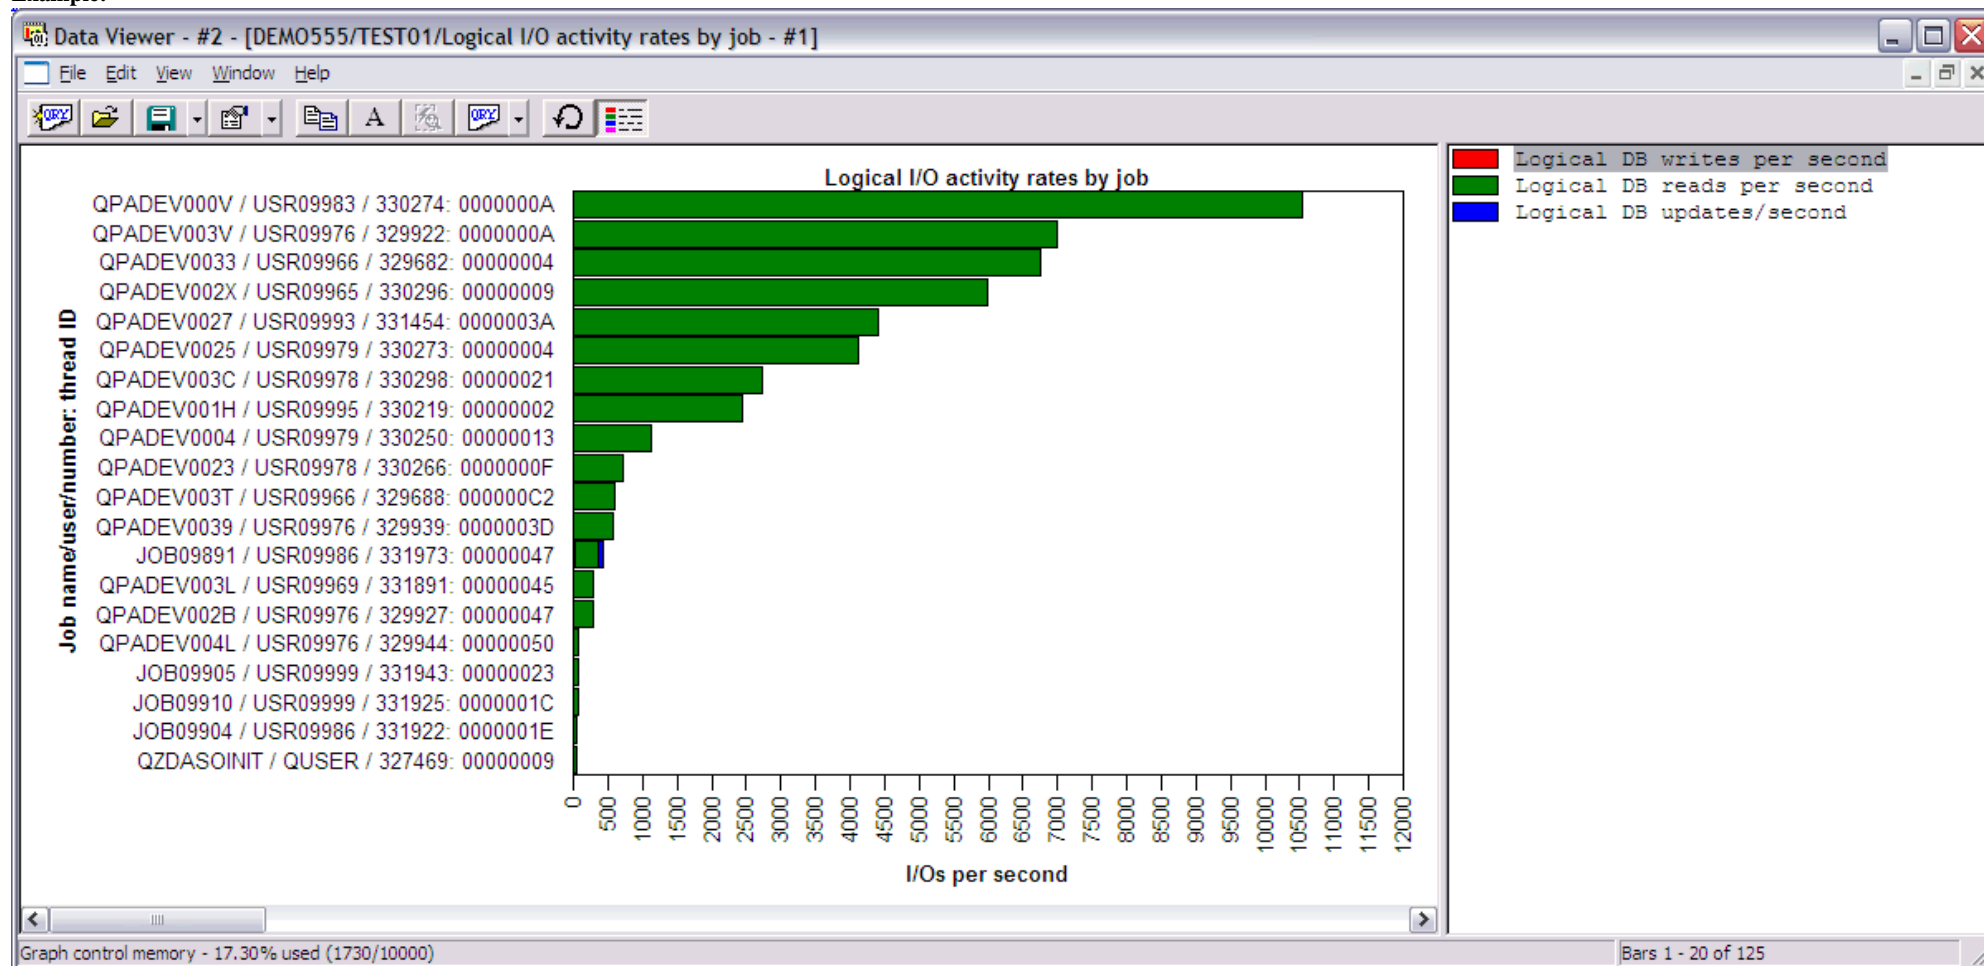 Example:
Data Viewer - #2 - [DEMO555/TEST01/Logical I/O activity rates by job - #1]
File Edit View Window Help
QRY A QRY
Logical I/O activity rates by job
Job name/user/number: thread ID
QPADEV000V / USR09983 / 330274: 0000000A
QPADEV003V / USR09976 / 329922: 0000000A
QPADEV0033 / USR09966 / 329682: 00000004
QPADEV002X / USR09965 / 330296: 00000009
QPADEV0027 / USR09993 / 331454: 0000003A
QPADEV0025 / USR09979 / 330273: 00000004
QPADEV003C / USR09978 / 330298: 00000021
QPADEV001H / USR09995 / 330219: 00000002
QPADEV0004 / USR09979 / 330250: 00000013
QPADEV0023 / USR09978 / 330266: 0000000F
QPADEV003T / USR09966 / 329688: 000000C2
QPADEV0039 / USR09976 / 329939: 0000003D
JOB09891 / USR09986 / 331973: 00000047
QPADEV003L / USR09969 / 331891: 00000045
QPADEV002B / USR09976 / 329927: 00000047
QPADEV004L / USR09976 / 329944: 00000050
JOB09905 / USR09999 / 331943: 00000023
JOB09910 / USR09999 / 331925: 0000001C
JOB09904 / USR09986 / 331922: 0000001E
QZDASOINIT / QUSER / 327469: 00000009
0 500 1000 1500 2000 2500 3000 3500 4000 4500 5000 5500 6000 6500 7000 7500 8000 8500 9000 9500 10000 10500 11000 11500 12000
I/Os per second
Logical DB writes per second
Logical DB reads per second
Logical DB updates/second
Graph control memory - 17.30% used (1730/10000)
Bars 1 - 20 of 125